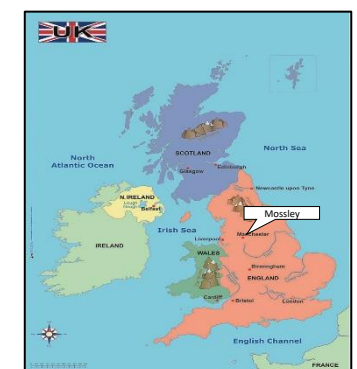 UK
North
Atlantic Ocean
North Sea
SCOTLAND
Glasgow
Edinburgh
Newcastle upon Tyne
N. IRELAND
Belfast
Mossley
Irish Sea
IRELAND
Liverpool
Manchester
WALES
Birmingham
ENGLAND
Cardiff
Bristol
London
English Channel
FRANCE